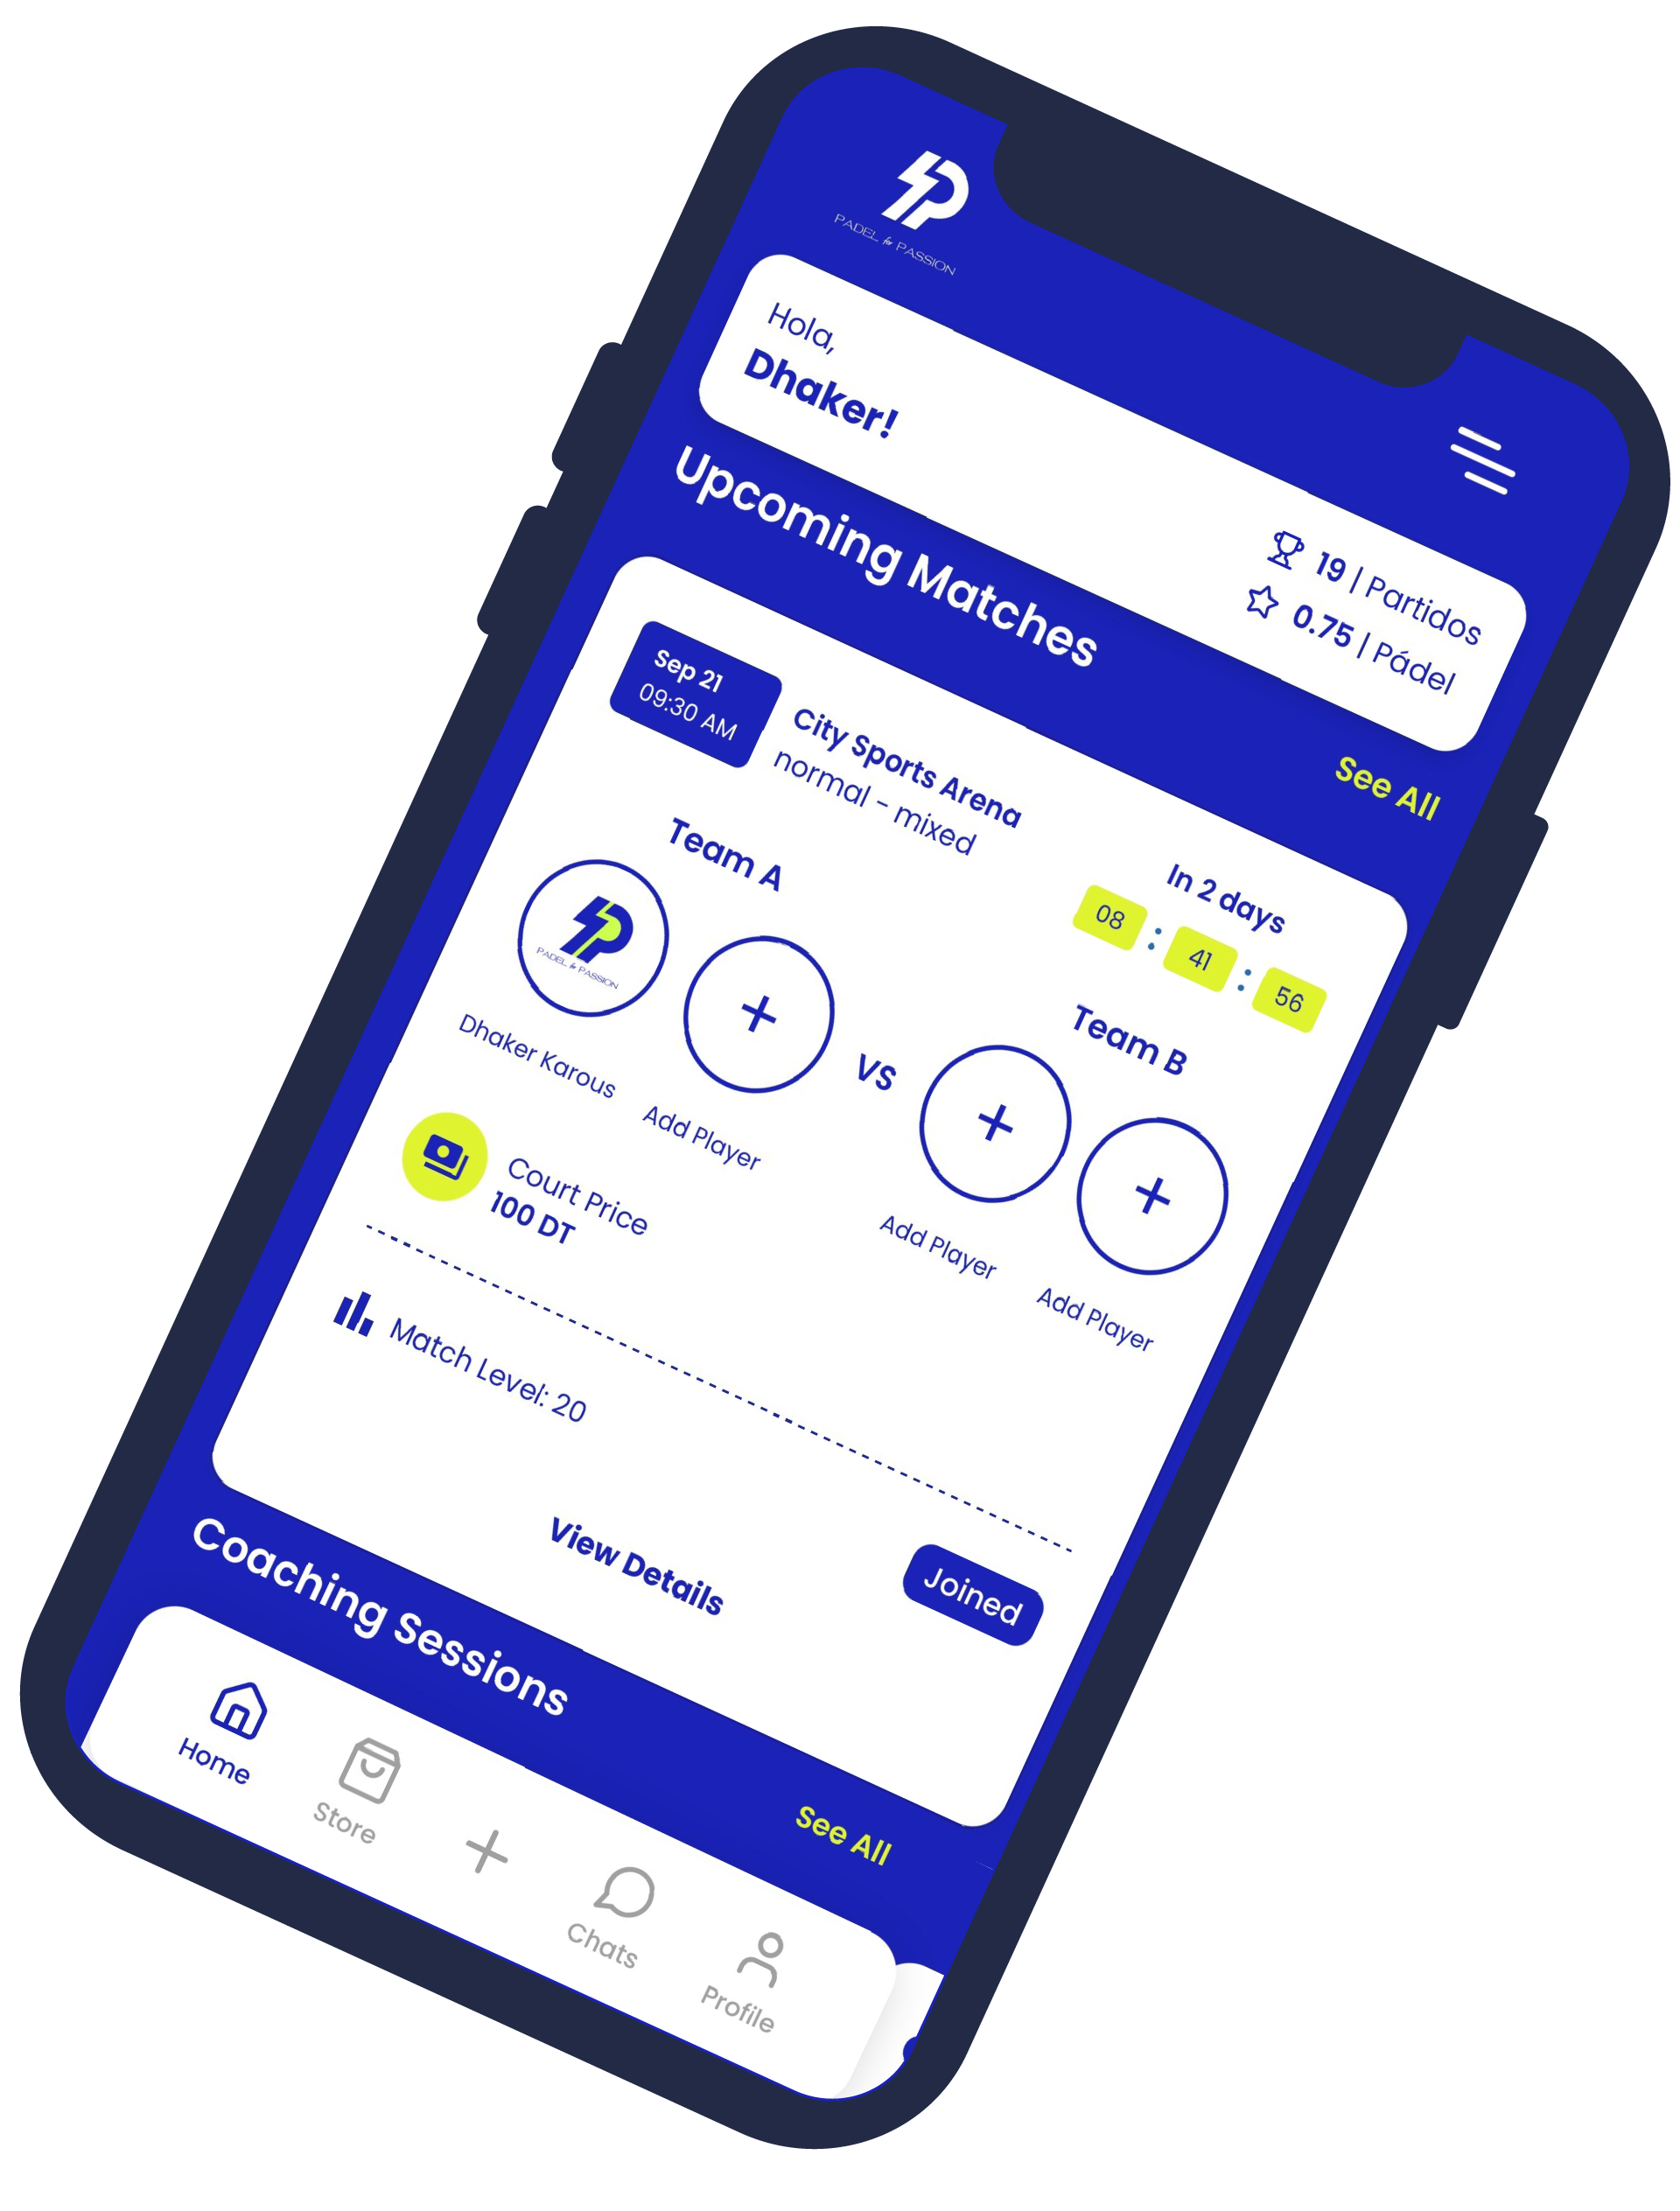 PADEL for PASSION
Hola,
Dhaker!
19 | Partidos
0.75 | Pádel
Upcoming Matches
See All
Sep 21
09:30 AM
City Sports Arena
normal - mixed
In 2 days
08 : 41 : 56
Team A
Team B
PADEL for PASSION
VS
Dhaker Karous
Add Player
Add Player
Add Player
Court Price
100 DT
Match Level: 20
View Details
Joined
Coaching Sessions
See All
Home
Store
Chats
Profile